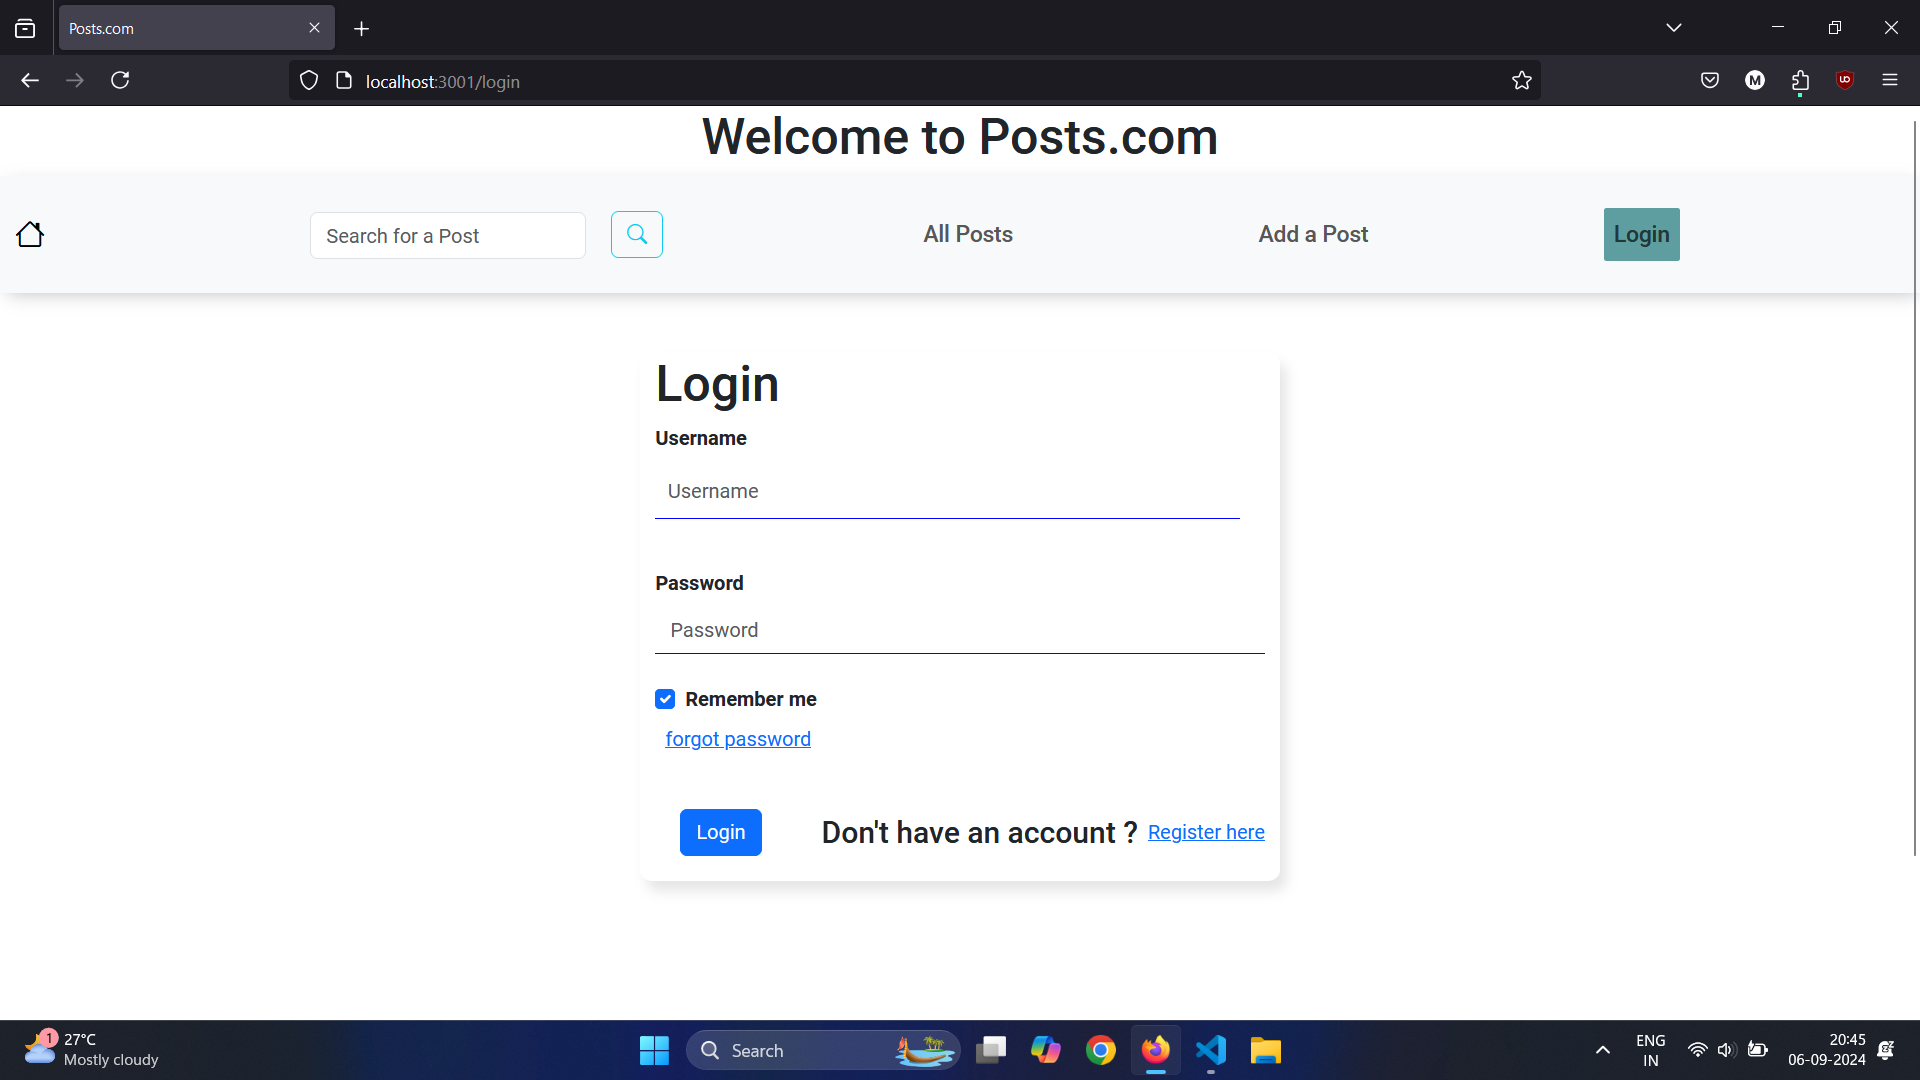 Posts.com
localhost:3001/login
Welcome to Posts.com
Search for a Post
All Posts
Add a Post
Login
Login
Username
Username
Password
Password
Remember me
forgot password
Login
Don't have an account ?
Register here
1
27°C
Mostly cloudy
Search
ENG
IN
20:45
06-09-2024